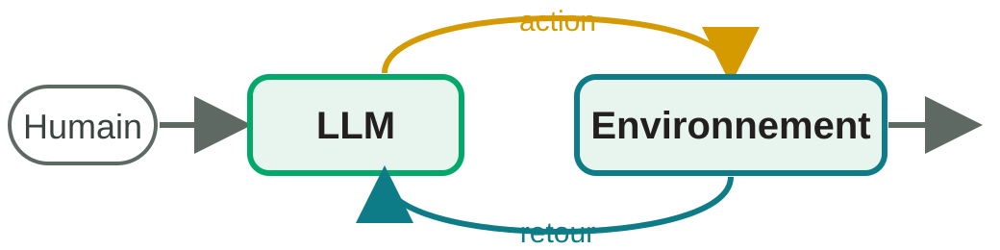 action
Humain
LLM
Environnement
retour